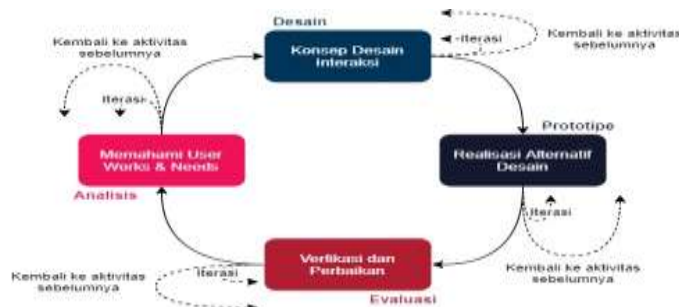 Desain
Konsep Desain
Interaksi
Iterasi
Kembali ke aktivitas
sebelumnya
Kembali ke aktivitas
sebelumnya
Iterasi
Prototipe
Memahami User
Works & Needs
Realisasi Alternatif
Desain
Analisis
Iterasi
Verfikasi dan
Perbaikan
Iterasi
Kembali ke aktivitas
sebelumnya
Kembali ke aktivitas
sebelumnya
Evaluasi